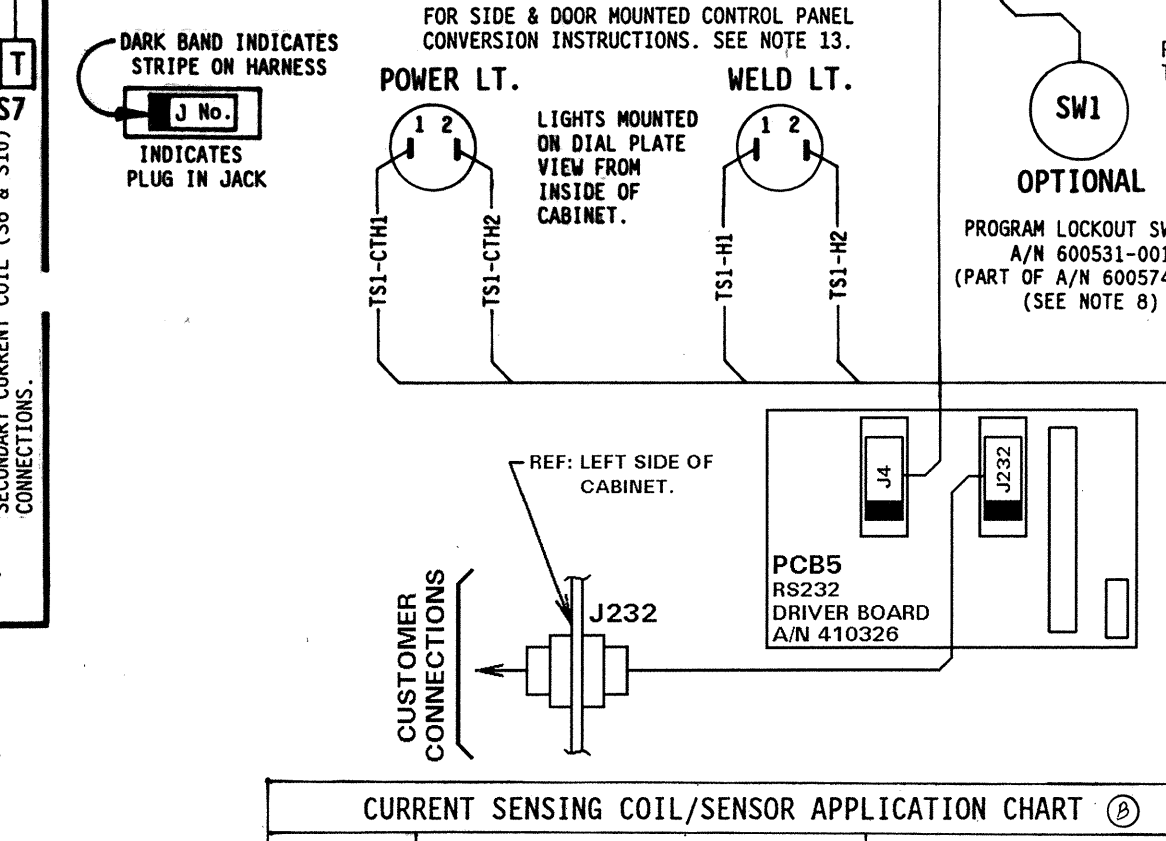 FOR SIDE & DOOR MOUNTED CONTROL PANEL
CONVERSION INSTRUCTIONS. SEE NOTE 13.
DARK BAND INDICATES
STRIPE ON HARNESS
J No.
INDICATES
PLUG IN JACK
T
S7
SECONDARY CURRENT COIL (S6 & S10)
CONNECTIONS.
POWER LT.
1 2
TS1-CTH1
TS1-CTH2
LIGHTS MOUNTED
ON DIAL PLATE
VIEW FROM
INSIDE OF
CABINET.
WELD LT.
1 2
TS1-H1
TS1-H2
SW1
OPTIONAL
PROGRAM LOCKOUT SW
A/N 600531-001
(PART OF A/N 600574
(SEE NOTE 8)
REF: LEFT SIDE OF
CABINET.
J4
J232
PCB5
RS232
DRIVER BOARD
A/N 410326
J232
CUSTOMER
CONNECTIONS
CURRENT SENSING COIL/SENSOR APPLICATION CHART B